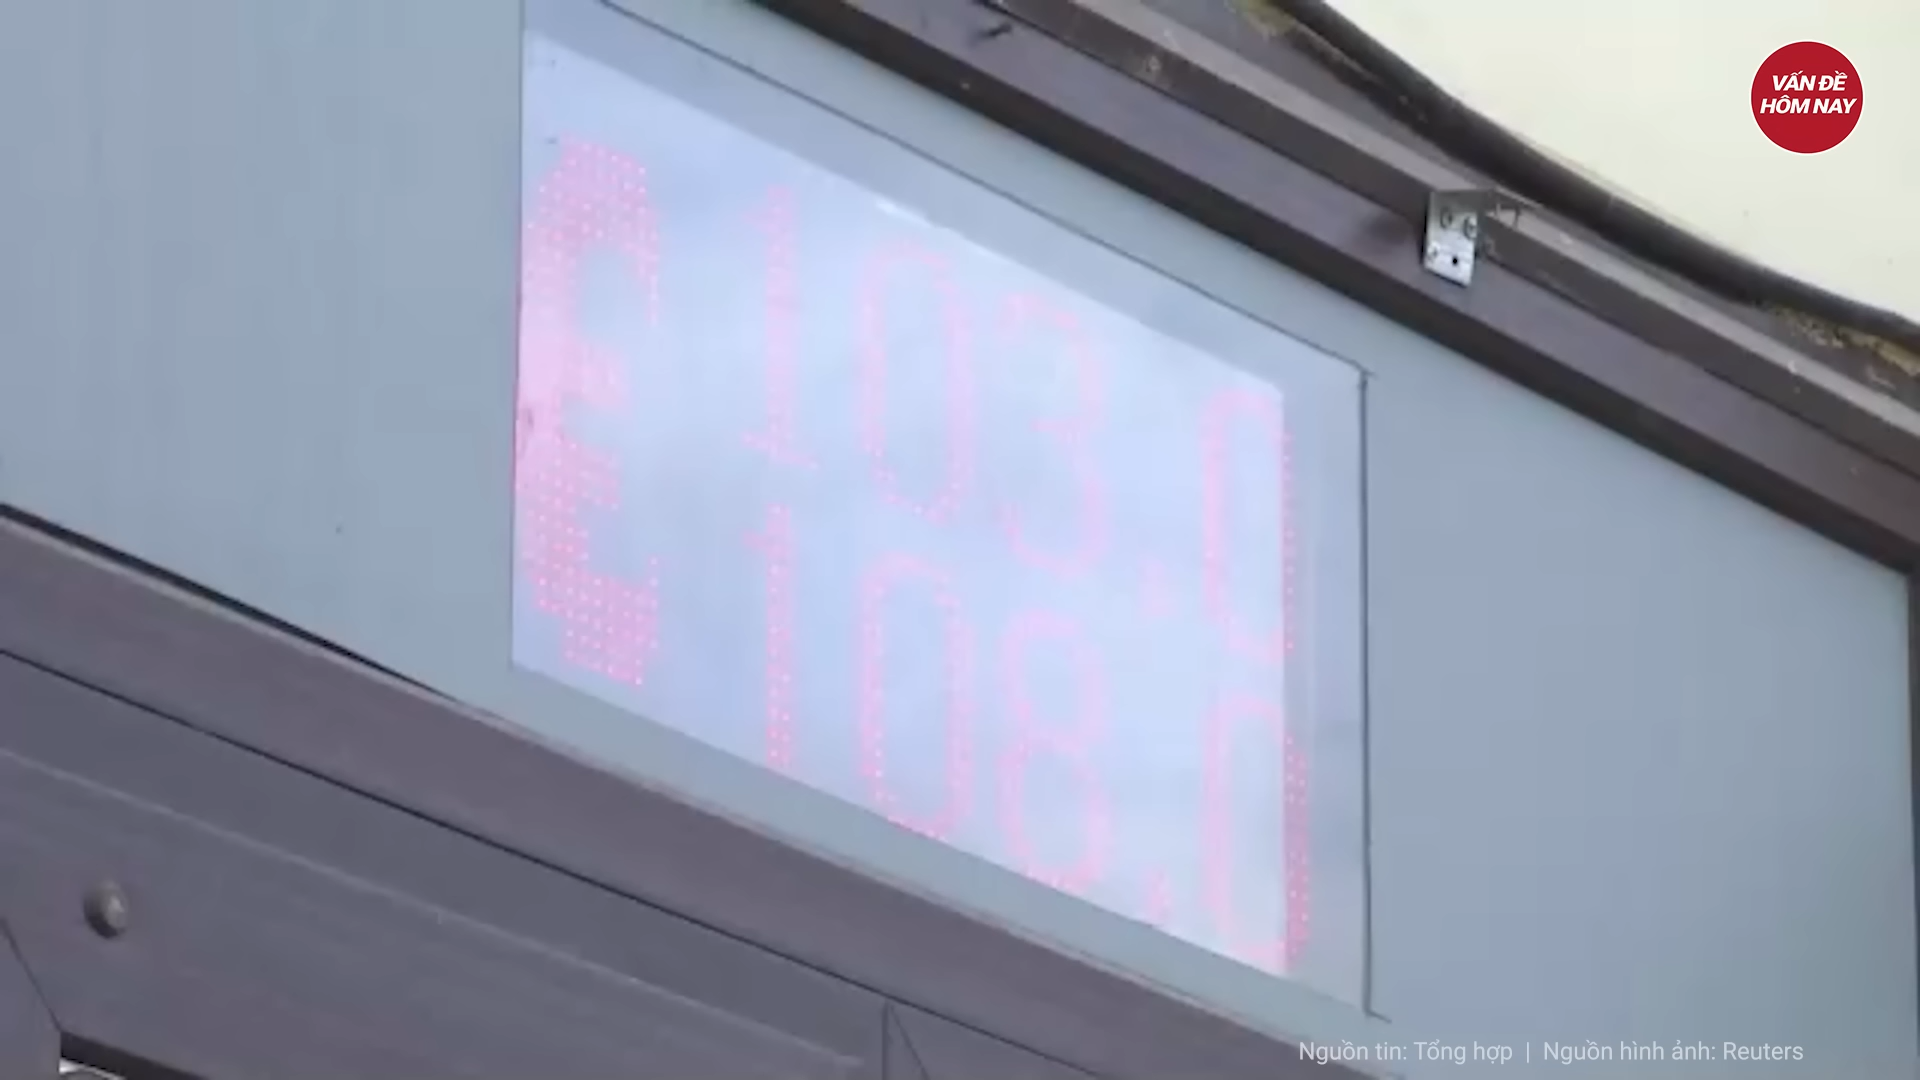 VẤN ĐỀ
HÔM NAY
€ 103,0
108,0
Nguồn tin: Tổng hợp | Nguồn hình ảnh: Reuters